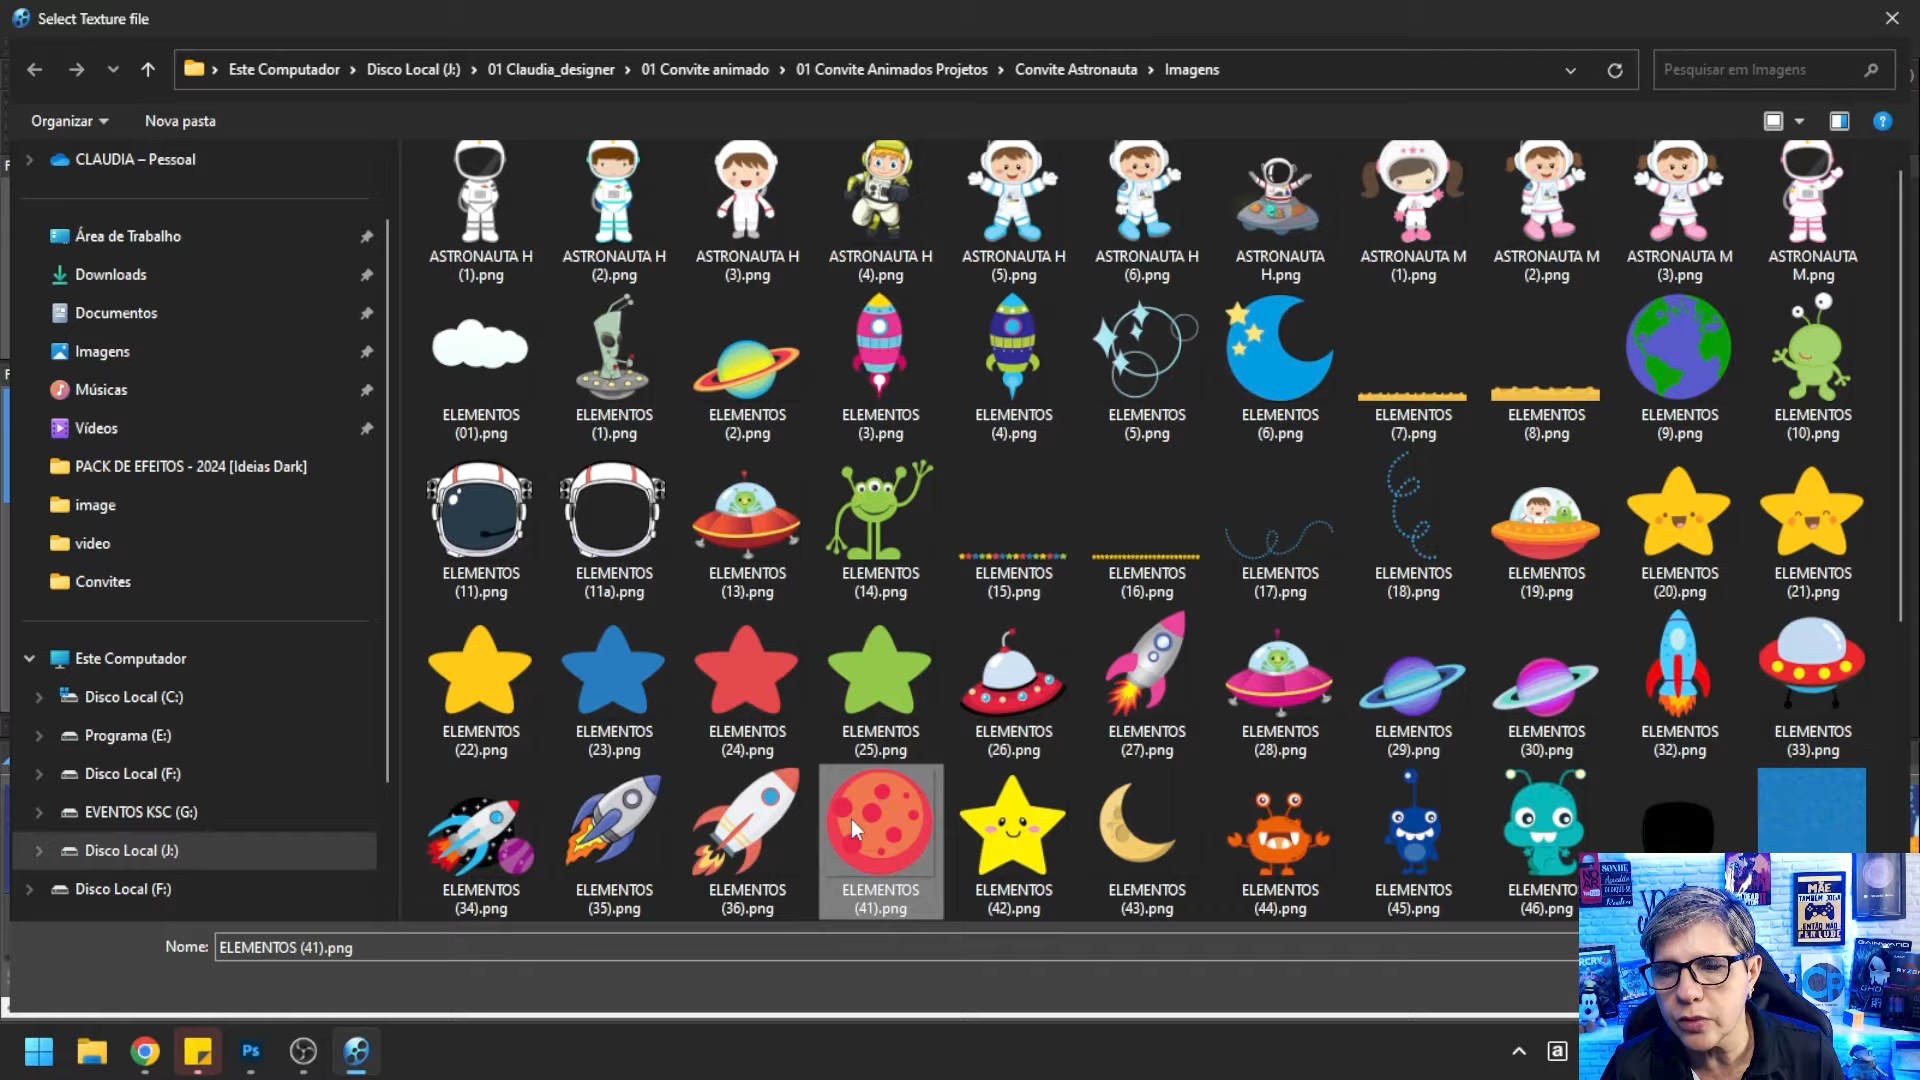 Select Texture file
Este Computador > Disco Local (J:) > 01 Claudia_designer > 01 Convite animado > 01 Convite Animados Projetos > Convite Astronauta > Imagens
Pesquisar em Imagens
Organizar
Nova pasta
CLAUDIA – Pessoal
Área de Trabalho
Downloads
Documentos
Imagens
Músicas
Vídeos
PACK DE EFEITOS - 2024 [Ideias Dark]
image
video
Convites
Este Computador
Disco Local (C:)
Programa (E:)
Disco Local (F:)
EVENTOS KSC (G:)
Disco Local (J:)
Disco Local (F:)
ASTRONAUTA H (1).png
ASTRONAUTA H (2).png
ASTRONAUTA H (3).png
ASTRONAUTA H (4).png
ASTRONAUTA H (5).png
ASTRONAUTA H (6).png
ASTRONAUTA H.png
ASTRONAUTA M (1).png
ASTRONAUTA M (2).png
ASTRONAUTA M (3).png
ASTRONAUTA M.png
ELEMENTOS (01).png
ELEMENTOS (1).png
ELEMENTOS (2).png
ELEMENTOS (3).png
ELEMENTOS (4).png
ELEMENTOS (5).png
ELEMENTOS (6).png
ELEMENTOS (7).png
ELEMENTOS (8).png
ELEMENTOS (9).png
ELEMENTOS (10).png
ELEMENTOS (11).png
ELEMENTOS (11a).png
ELEMENTOS (13).png
ELEMENTOS (14).png
ELEMENTOS (15).png
ELEMENTOS (16).png
ELEMENTOS (17).png
ELEMENTOS (18).png
ELEMENTOS (19).png
ELEMENTOS (20).png
ELEMENTOS (21).png
ELEMENTOS (22).png
ELEMENTOS (23).png
ELEMENTOS (24).png
ELEMENTOS (25).png
ELEMENTOS (26).png
ELEMENTOS (27).png
ELEMENTOS (28).png
ELEMENTOS (29).png
ELEMENTOS (30).png
ELEMENTOS (32).png
ELEMENTOS (33).png
ELEMENTOS (34).png
ELEMENTOS (35).png
ELEMENTOS (36).png
ELEMENTOS (41).png
ELEMENTOS (42).png
ELEMENTOS (43).png
ELEMENTOS (44).png
ELEMENTOS (45).png
ELEMENTOS (46).png
Nome: ELEMENTOS (41).png
Ps
a
SONHE
MÃE
TAMBÉM JOGA
ENTÃO NÃO
PERTURBE